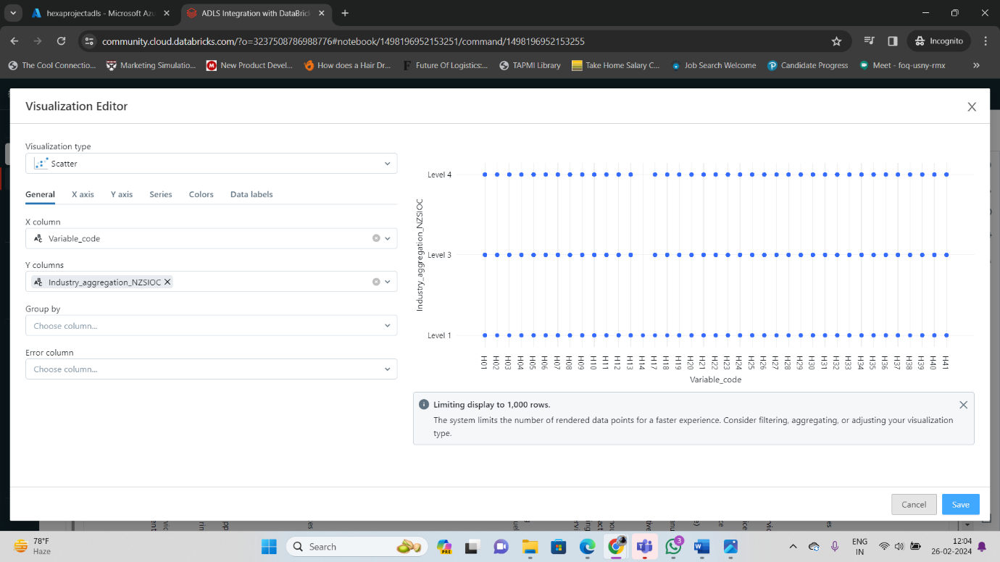 hexaprojectadls - Microsoft Azu
ADLS Integration with DataBric
community.cloud.databricks.com/?o=3237508786988776#notebook/1498196952153251/command/1498196952153255
Incognito
The Cool Connectio...
Marketing Simulatio...
New Product Devel...
How does a Hair Dr...
Future Of Logistics:...
TAPMI Library
Take Home Salary C...
Job Search Welcome
Candidate Progress
Meet - foq-usny-rmx
Visualization Editor
Visualization type
Scatter
General
X axis
Y axis
Series
Colors
Data labels
X column
Variable_code
Y columns
Industry_aggregation_NZSIOC
Group by
Choose column...
Error column
Choose column...
Industry_aggregation_NZSIOC
Level 4
Level 3
Level 1
H01 H02 H03 H04 H05 H06 H07 H08 H09 H10 H11 H12 H13 H14 H17 H18 H19 H20 H21 H22 H23 H24 H25 H26 H27 H28 H29 H30 H31 H32 H33 H34 H35 H36 H37 H38 H39 H40 H41
Variable_code
Limiting display to 1,000 rows.
The system limits the number of rendered data points for a faster experience. Consider filtering, aggregating, or adjusting your visualization
type.
Cancel
Save
78°F
Haze
Search
PRE
3
ENG
IN
12:04
26-02-2024